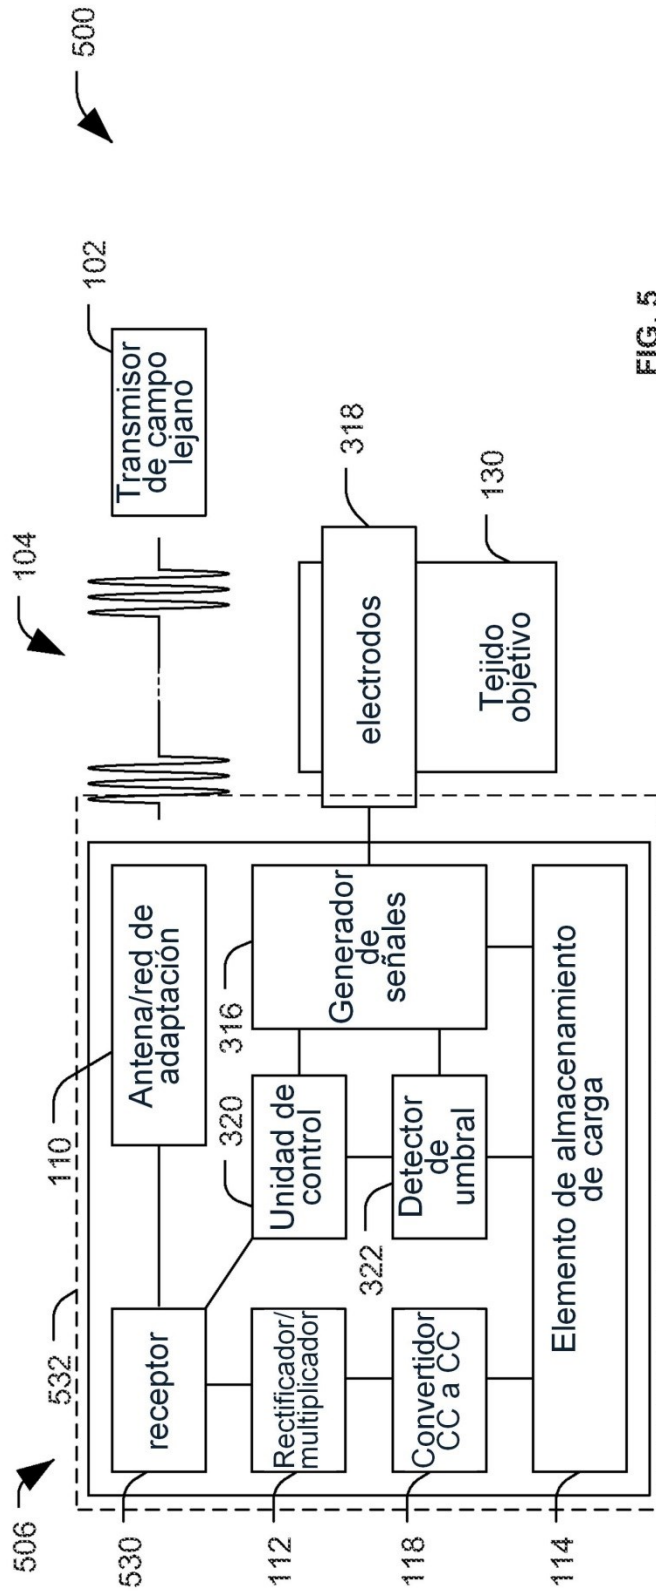 500
506
532
110
104
102
530
receptor
Antena/red de
adaptación
Transmisor
de campo
lejano
320
316
112
Rectificador/
multiplicador
Unidad de
control
Generador
de
señales
electrodos
318
118
Convertidor
CC a CC
322
Detector
de
umbral
Tejido
objetivo
130
114
Elemento de almacenamiento
de carga
FIG. 5